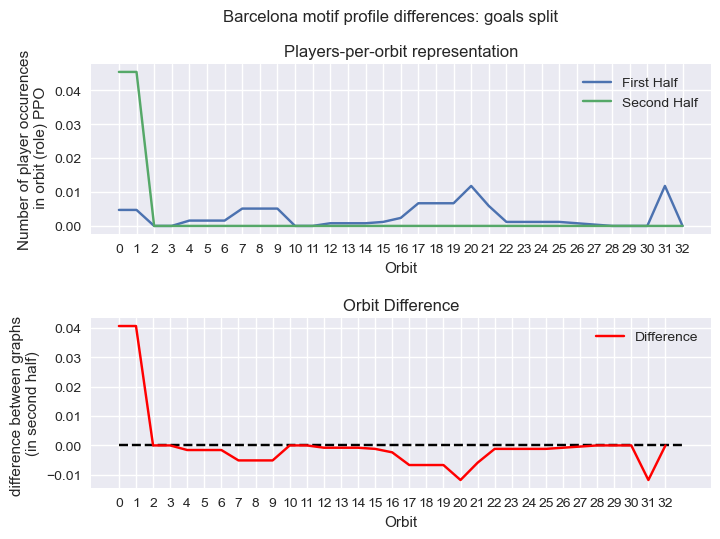 Barcelona motif profile differences: goals split
Players-per-orbit representation
Number of player occurences
in orbit (role) PPO
0.04
0.03
0.02
0.01
0.00
First Half
Second Half
0 1 2 3 4 5 6 7 8 9 10 11 12 13 14 15 16 17 18 19 20 21 22 23 24 25 26 27 28 29 30 31 32
Orbit
Orbit Difference
difference between graphs
(in second half)
0.04
0.03
0.02
0.01
0.00
−0.01
Difference
0 1 2 3 4 5 6 7 8 9 10 11 12 13 14 15 16 17 18 19 20 21 22 23 24 25 26 27 28 29 30 31 32
Orbit